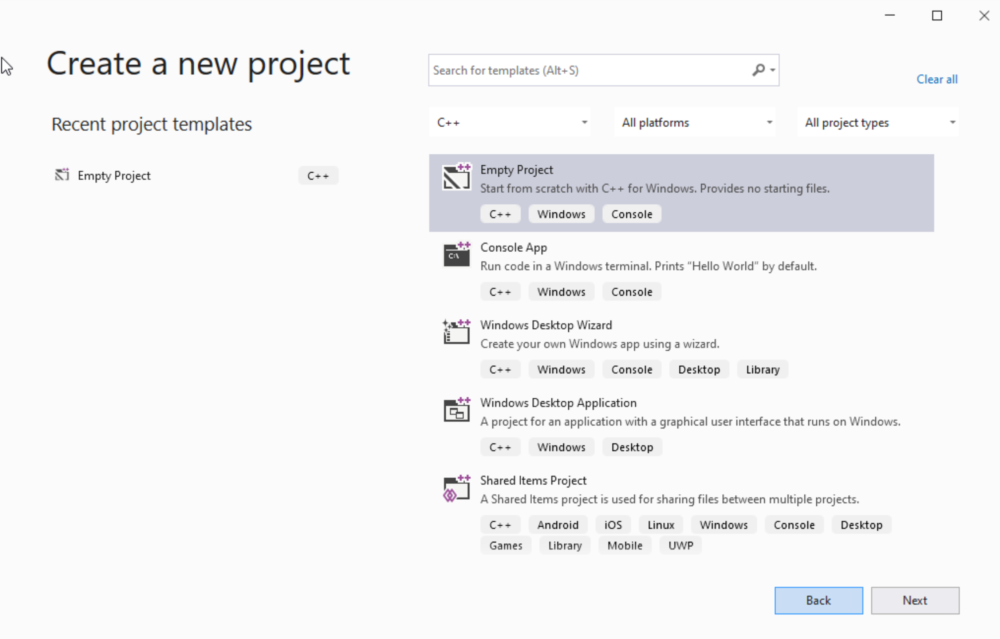 Create a new project
Search for templates (Alt+S)
Clear all
Recent project templates
C++
All platforms
All project types
Empty Project C++
Empty Project
Start from scratch with C++ for Windows. Provides no starting files.
C++ Windows Console
Console App
C:\
Run code in a Windows terminal. Prints “Hello World” by default.
C++ Windows Console
Windows Desktop Wizard
Create your own Windows app using a wizard.
C++ Windows Console Desktop Library
Windows Desktop Application
A project for an application with a graphical user interface that runs on Windows.
C++ Windows Desktop
Shared Items Project
A Shared Items project is used for sharing files between multiple projects.
C++ Android iOS Linux Windows Console Desktop
Games Library Mobile UWP
Back
Next